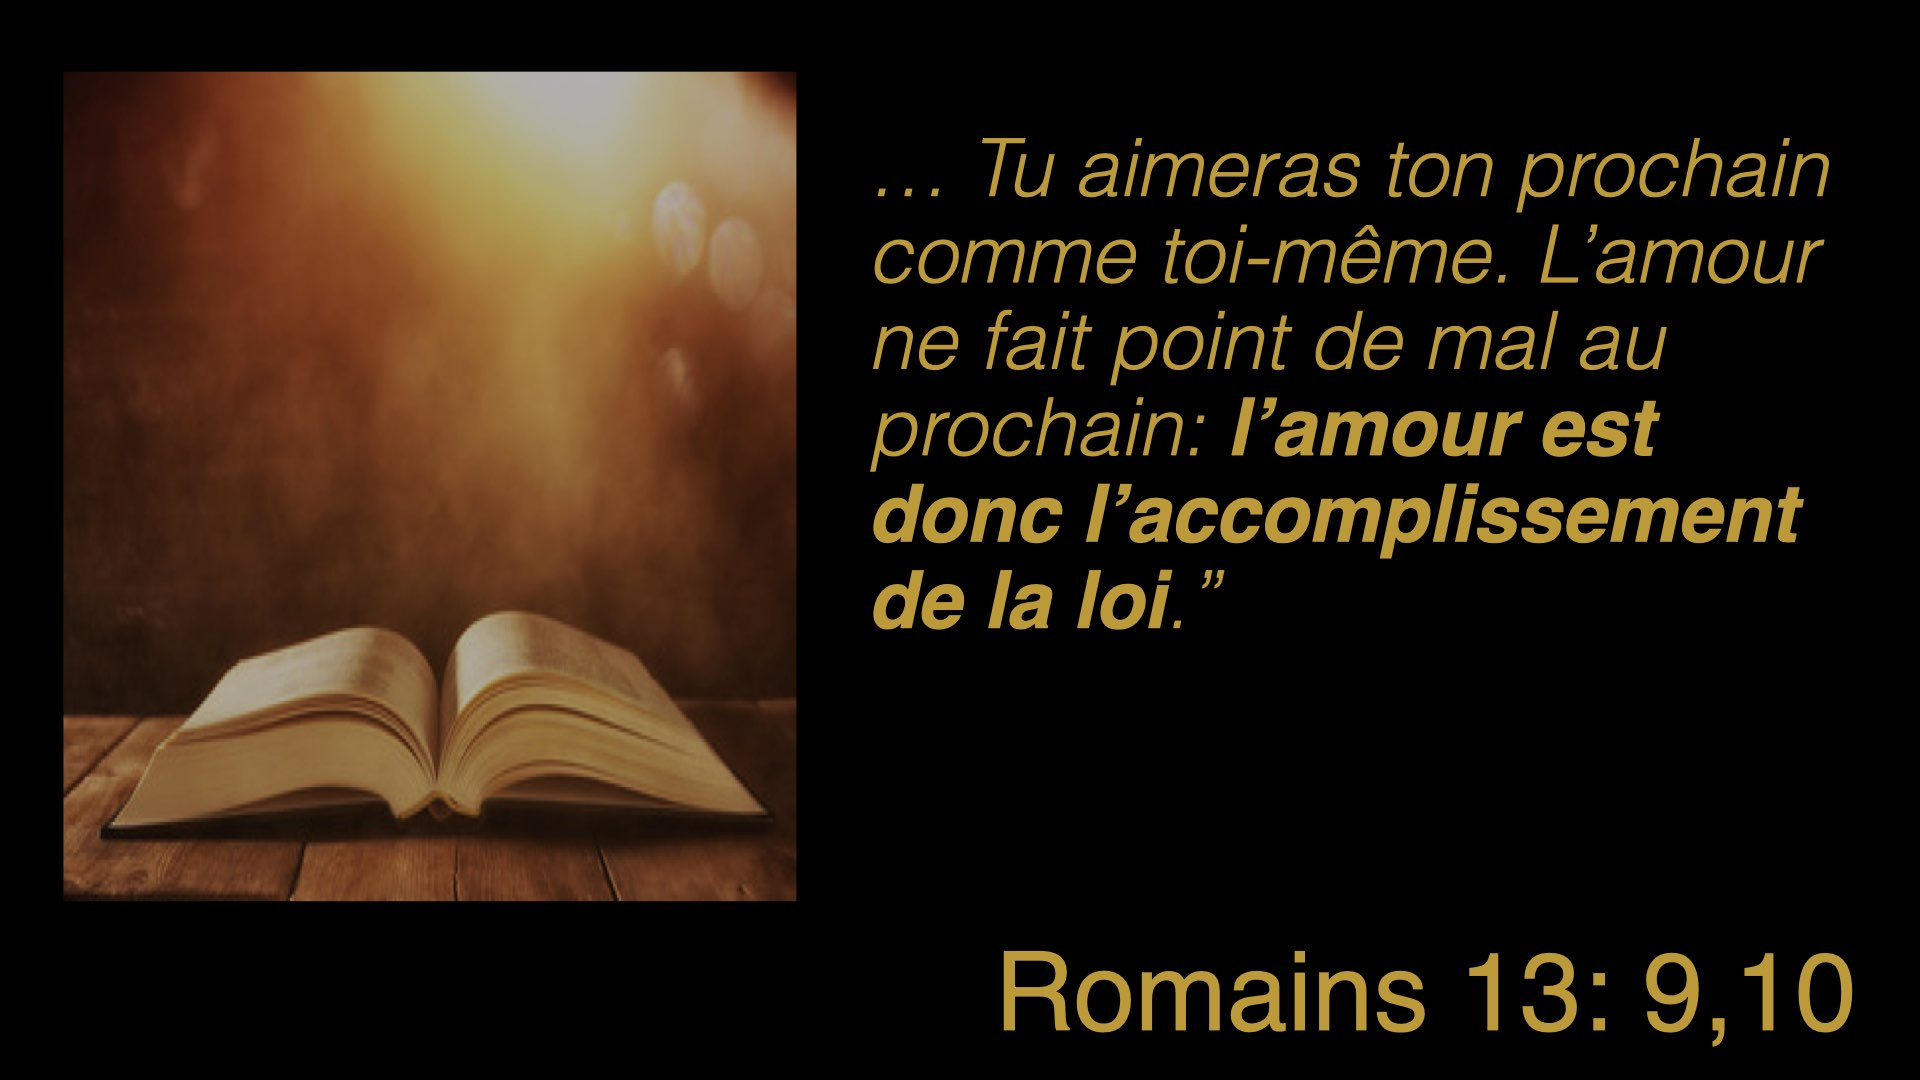 … Tu aimeras ton prochain
comme toi-même. L’amour
ne fait point de mal au
prochain: l’amour est
donc l’accomplissement
de la loi.”
Romains 13: 9,10